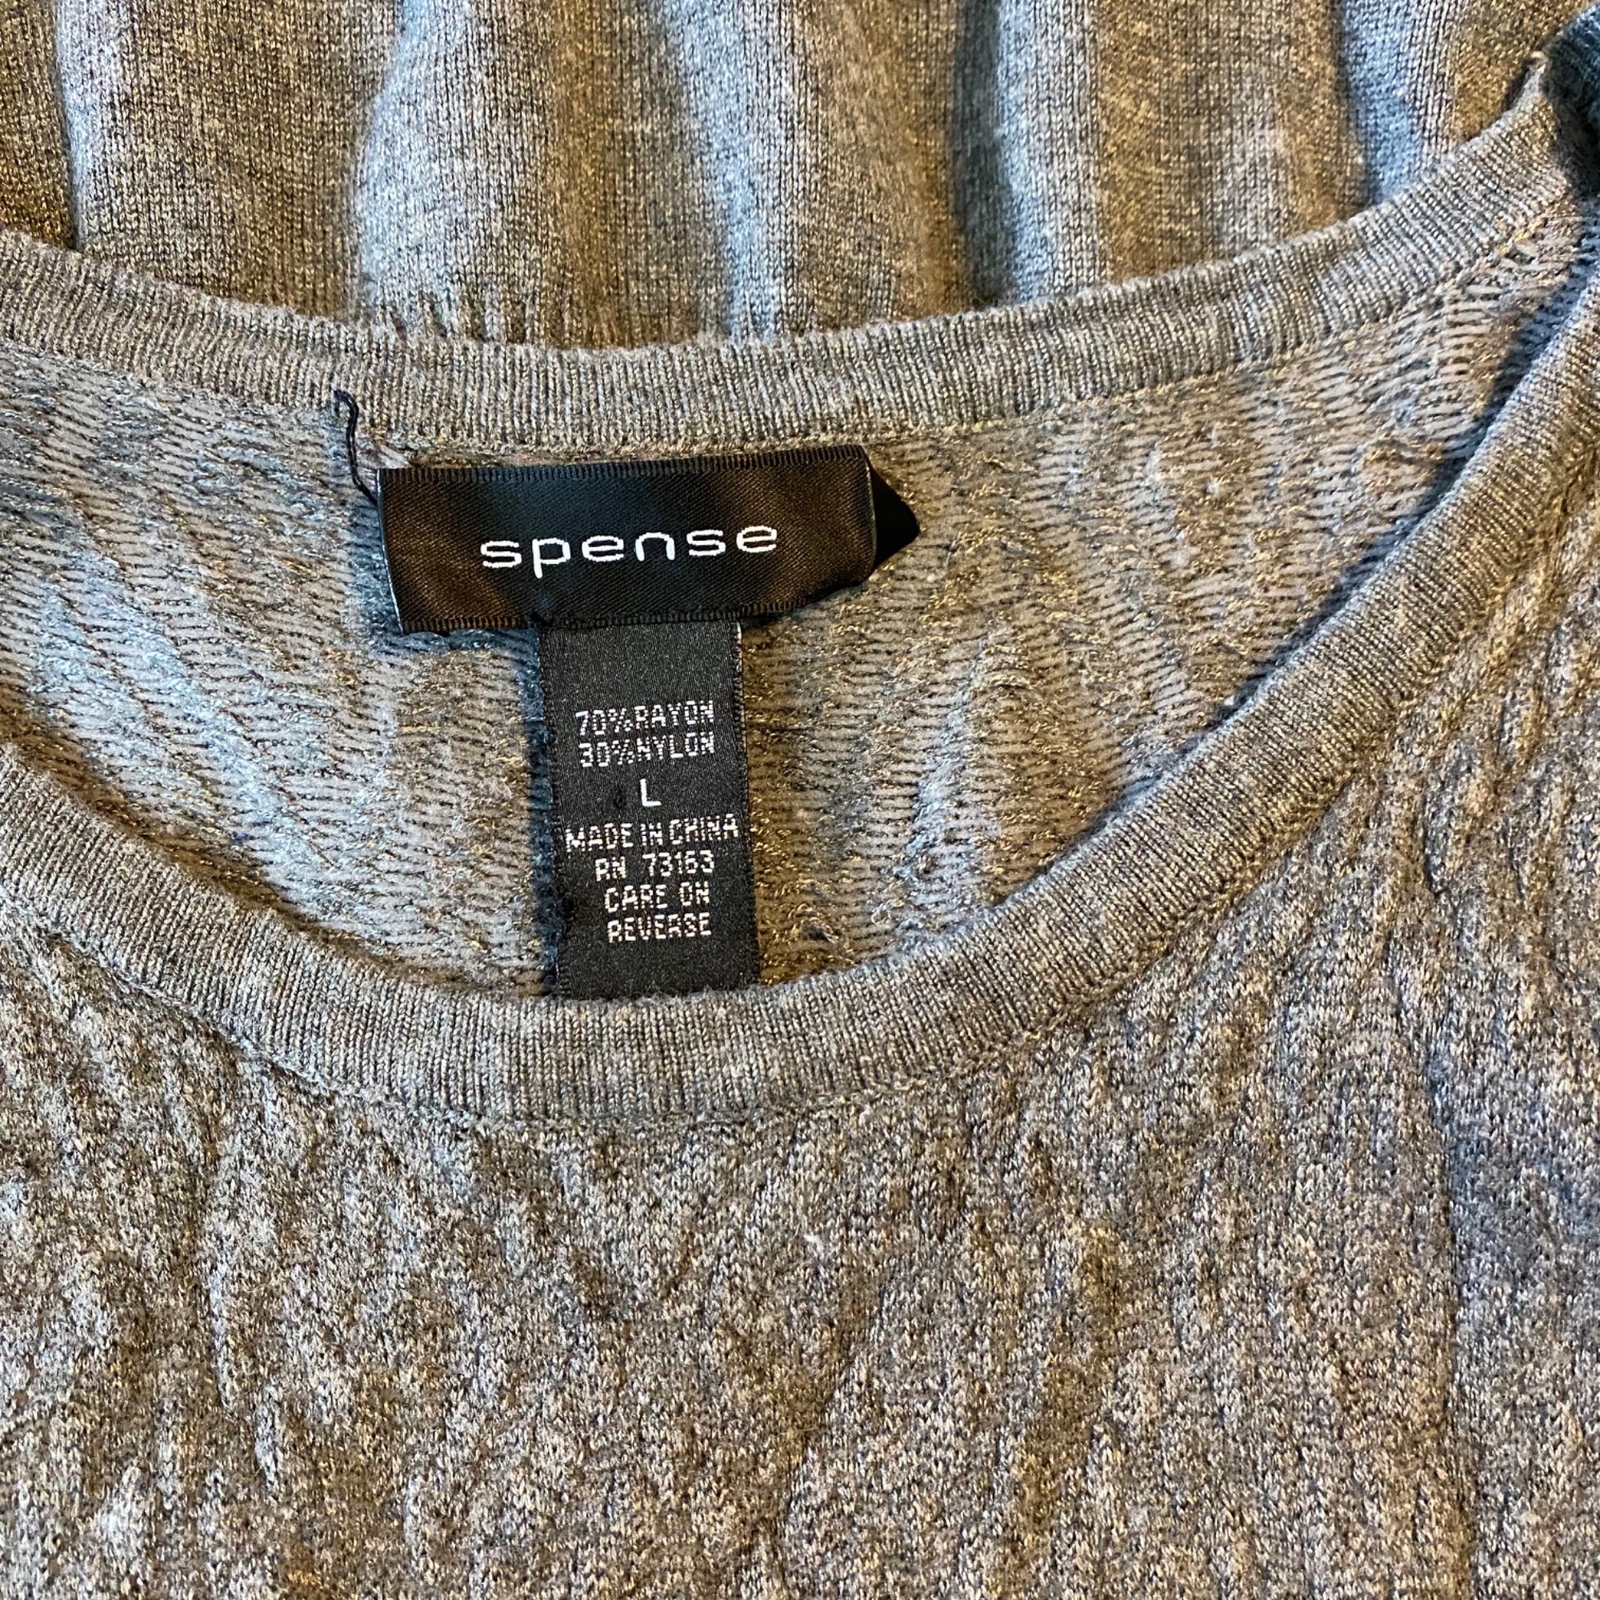 spense
70%RAYON
30%NYLON
L
MADE IN CHINA
RN 73163
CARE ON
REVERSE